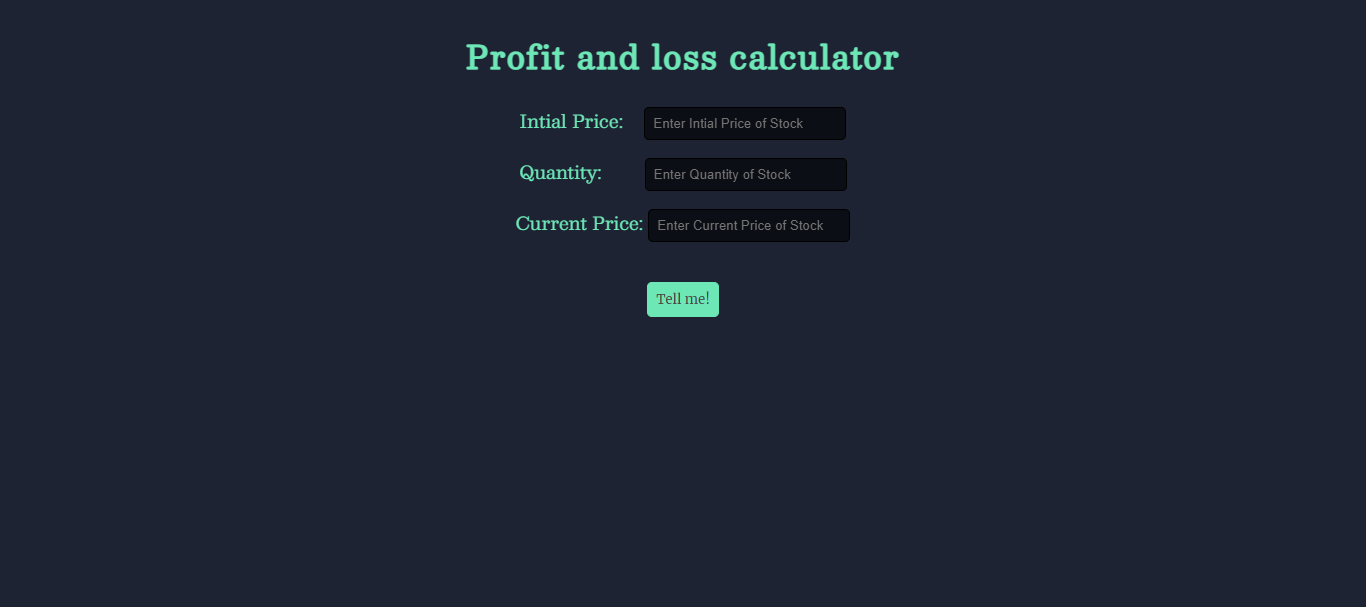 Profit and loss calculator
Intial Price: Enter Intial Price of Stock
Quantity: Enter Quantity of Stock
Current Price: Enter Current Price of Stock
Tell me!